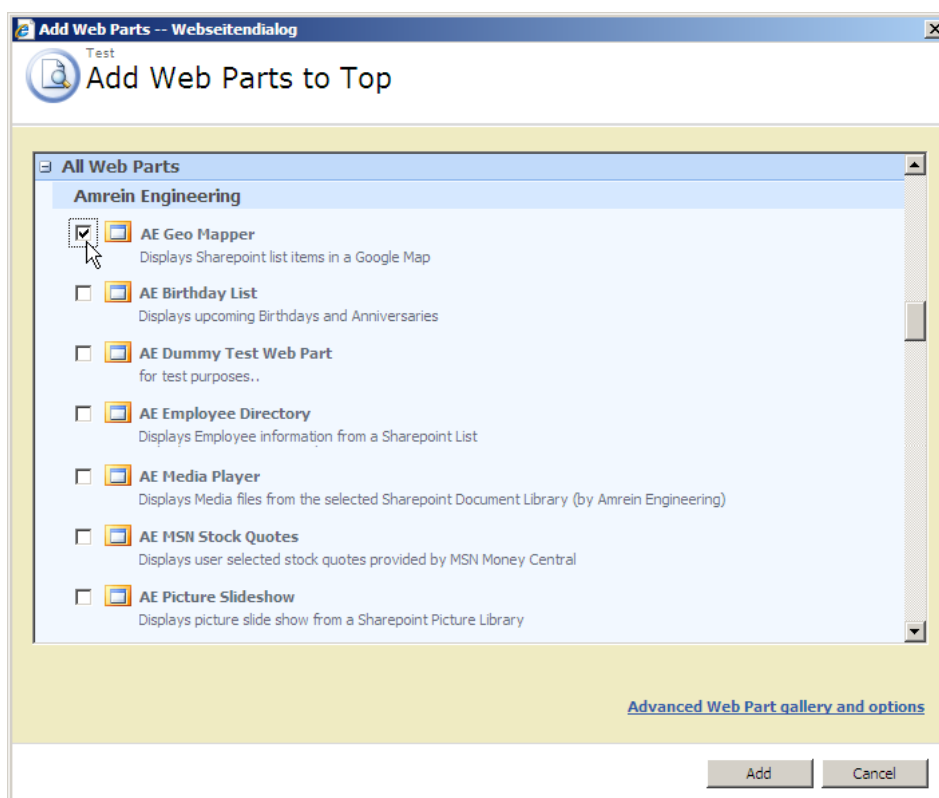 Add Web Parts -- Webseitendialog
Test
Add Web Parts to Top
All Web Parts
Amrein Engineering
AE Geo Mapper
Displays Sharepoint list items in a Google Map
AE Birthday List
Displays upcoming Birthdays and Anniversaries
AE Dummy Test Web Part
for test purposes..
AE Employee Directory
Displays Employee information from a Sharepoint List
AE Media Player
Displays Media files from the selected Sharepoint Document Library (by Amrein Engineering)
AE MSN Stock Quotes
Displays user selected stock quotes provided by MSN Money Central
AE Picture Slideshow
Displays picture slide show from a Sharepoint Picture Library
Advanced Web Part gallery and options
Add Cancel